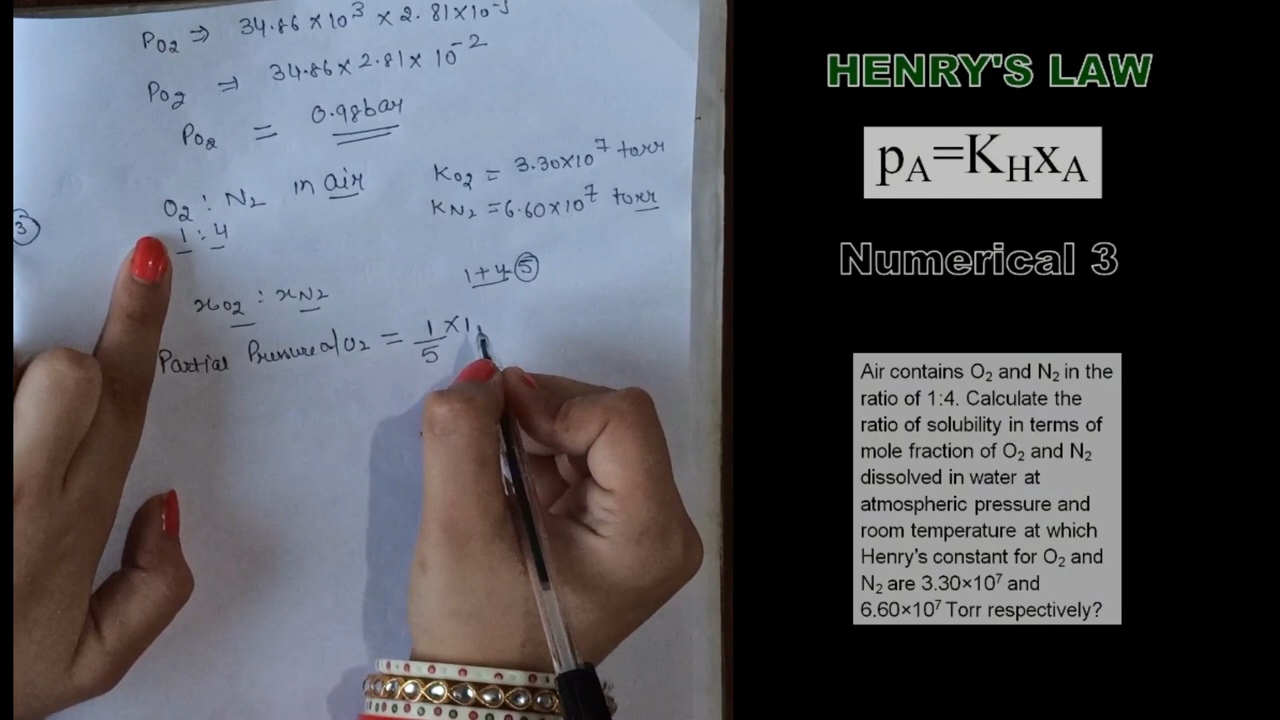 PO₂ ⇒ 34.86 × 10³ × 2.81 × 10⁻⁵
PO₂ ⇒ 34.86 × 2.81 × 10⁻²
PO₂ = 0.98bar
③ O₂ : N₂ in air
1 : 4
KO₂ = 3.30×10⁷ torr
KN₂ = 6.60×10⁷ torr
1+4 ⑤
xO₂ : xN₂
Partial Pressure of O₂ = 1/5 × 1
HENRY'S LAW
pA=KHxA
Numerical 3
Air contains O₂ and N₂ in the
ratio of 1:4. Calculate the
ratio of solubility in terms of
mole fraction of O₂ and N₂
dissolved in water at
atmospheric pressure and
room temperature at which
Henry's constant for O₂ and
N₂ are 3.30×10⁷ and
6.60×10⁷ Torr respectively?